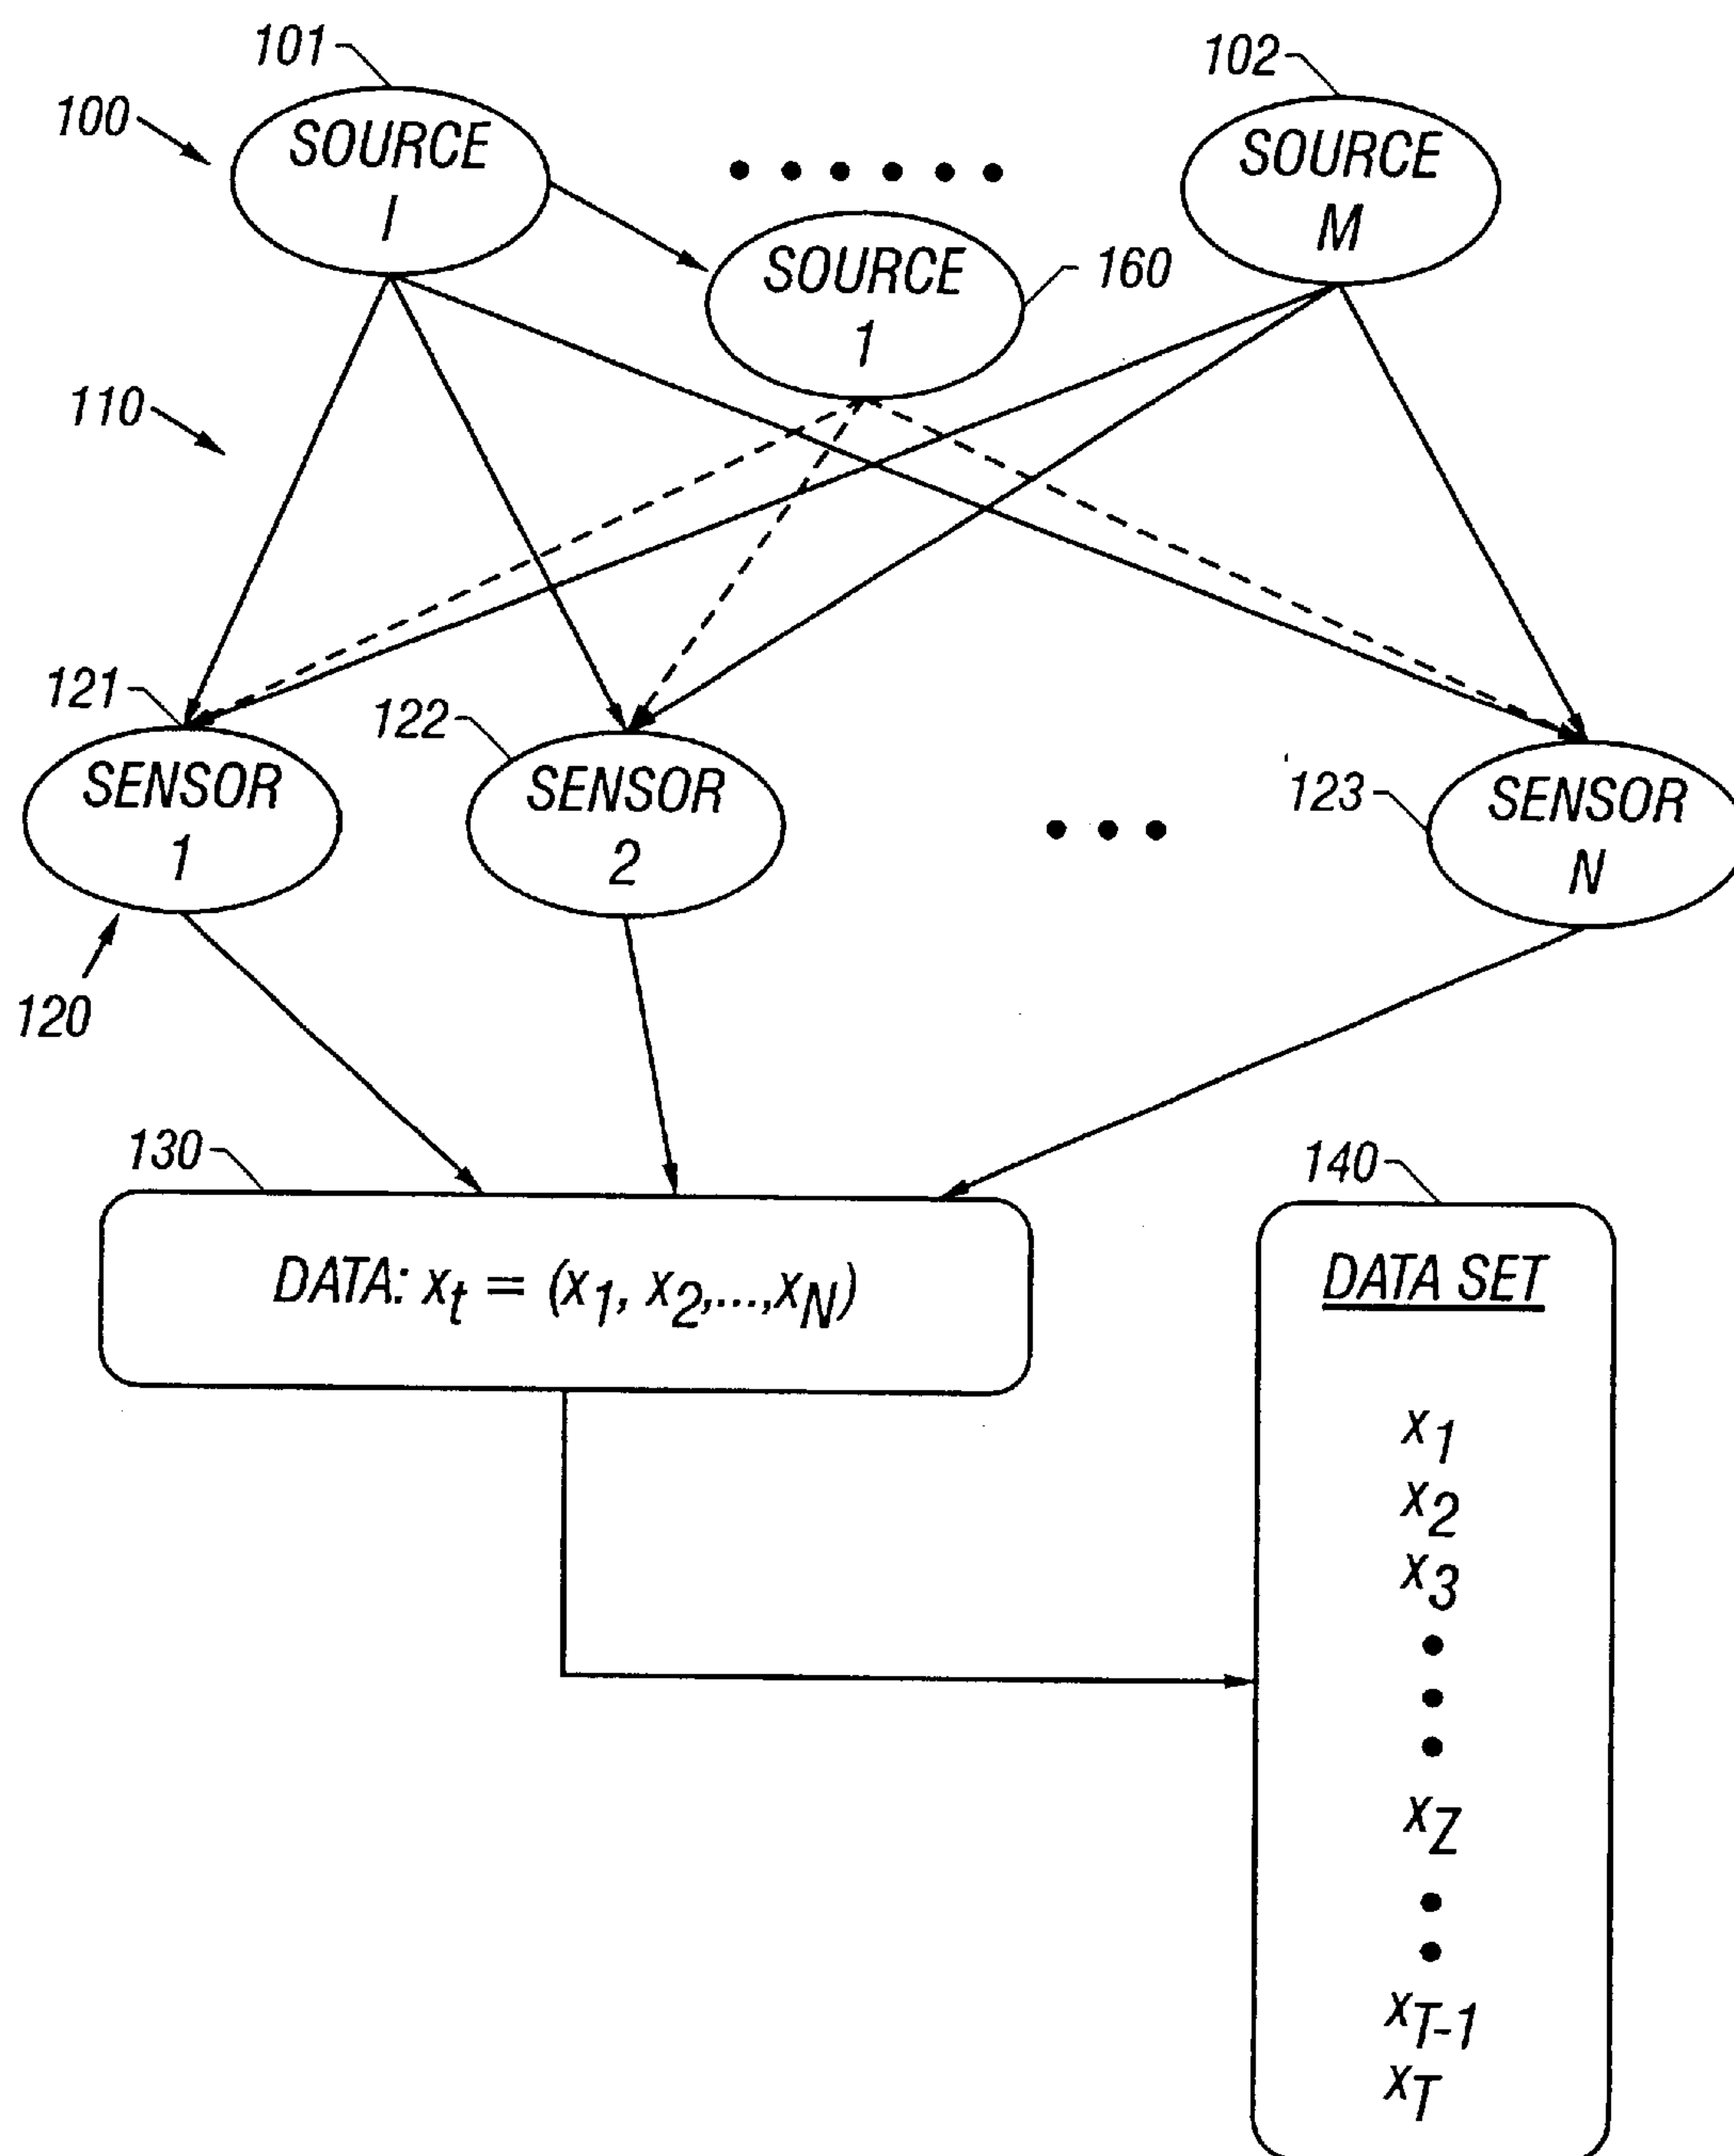 101
102
100
SOURCE
I
SOURCE
M
SOURCE
1
160
110
121
122
123
SENSOR
1
SENSOR
2
SENSOR
N
120
130
140
DATA: x_t = (x_1, x_2,...,x_N)
DATA SET
x_1
x_2
x_3
x_Z
x_T-1
x_T